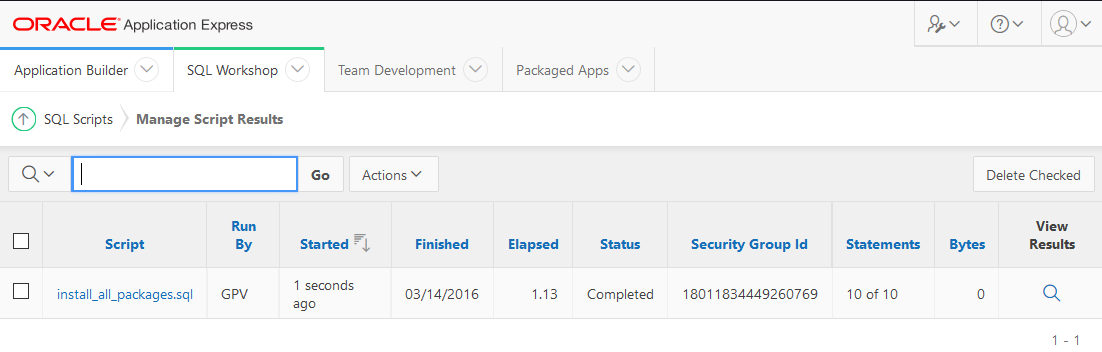 ORACLE Application Express
Application Builder SQL Workshop Team Development Packaged Apps
SQL Scripts Manage Script Results
Go Actions Delete Checked
Script Run By Started Finished Elapsed Status Security Group Id Statements Bytes View Results
install_all_packages.sql GPV 1 seconds ago 03/14/2016 1.13 Completed 18011834449260769 10 of 10 0
1 - 1